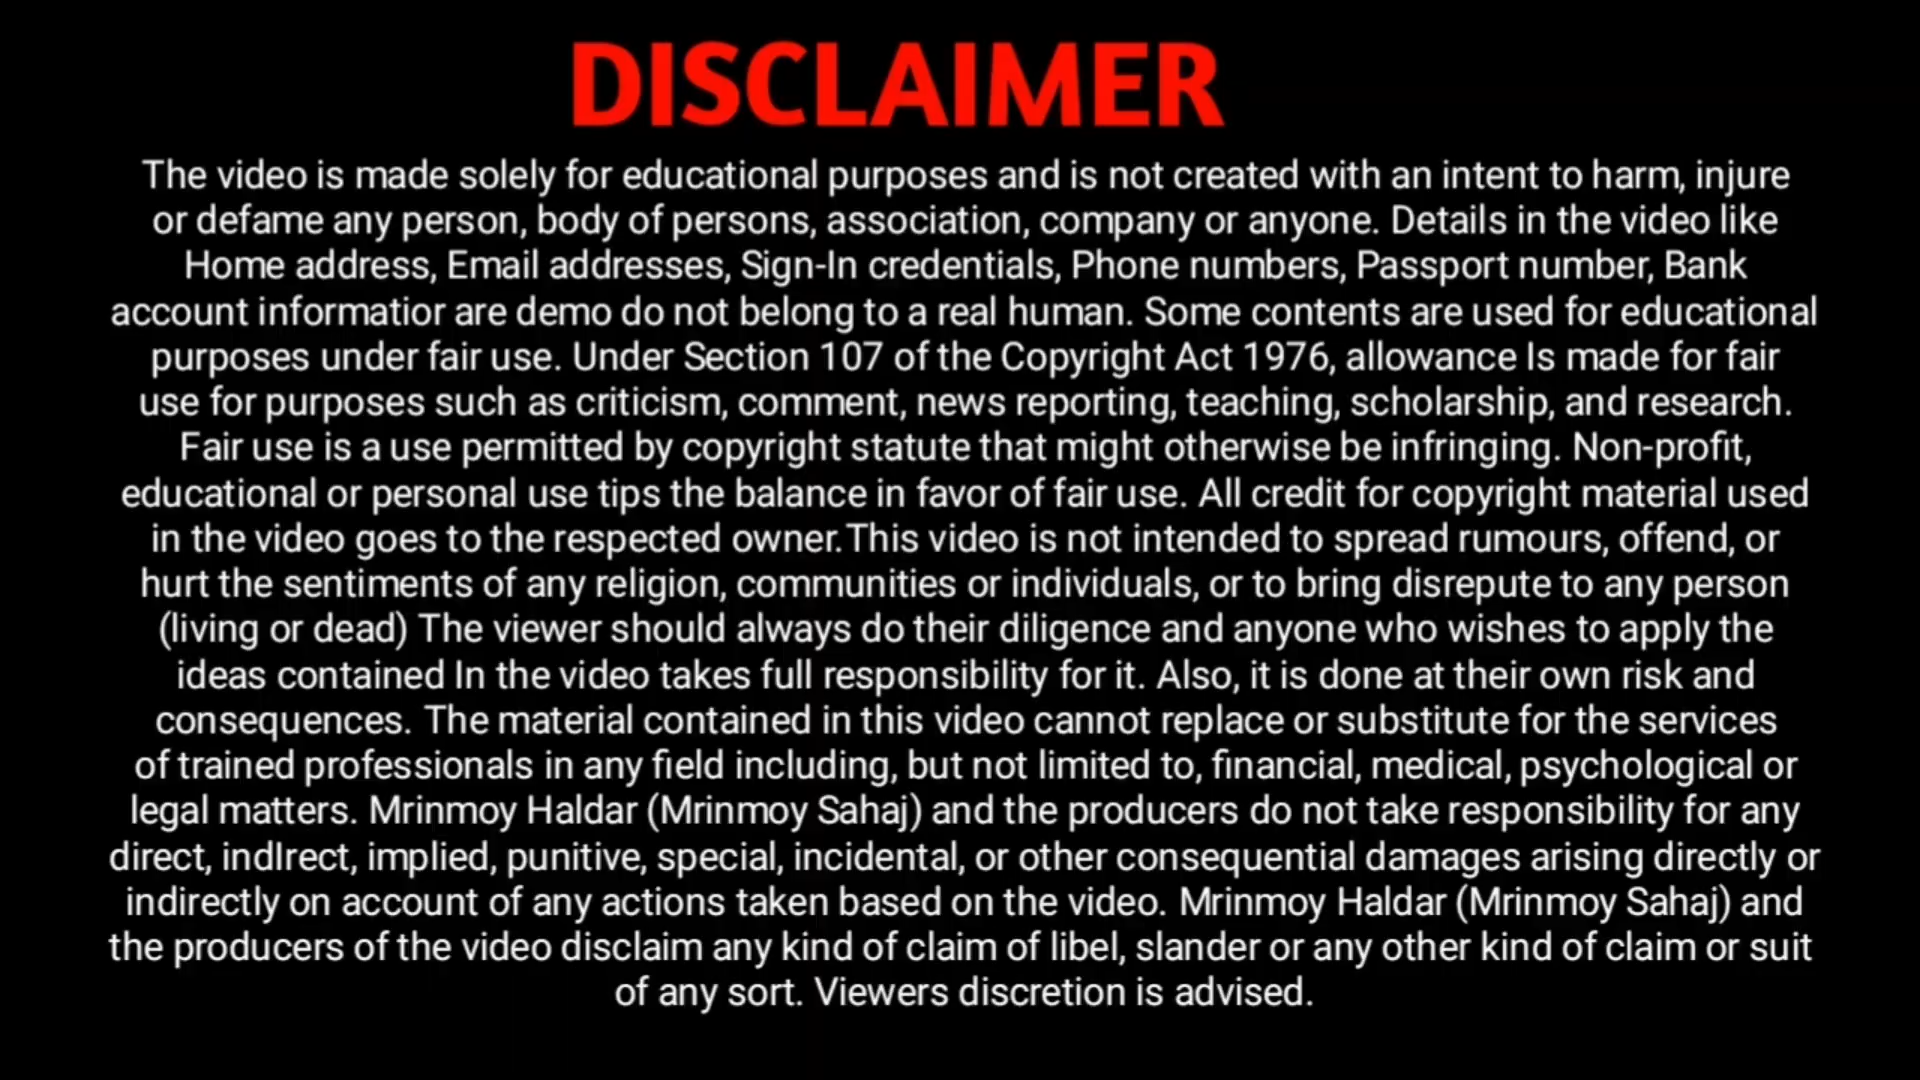 DISCLAIMER
The video is made solely for educational purposes and is not created with an intent to harm, injure
or defame any person, body of persons, association, company or anyone. Details in the video like
Home address, Email addresses, Sign-In credentials, Phone numbers, Passport number, Bank
account informatior are demo do not belong to a real human. Some contents are used for educational
purposes under fair use. Under Section 107 of the Copyright Act 1976, allowance Is made for fair
use for purposes such as criticism, comment, news reporting, teaching, scholarship, and research.
Fair use is a use permitted by copyright statute that might otherwise be infringing. Non-profit,
educational or personal use tips the balance in favor of fair use. All credit for copyright material used
in the video goes to the respected owner.This video is not intended to spread rumours, offend, or
hurt the sentiments of any religion, communities or individuals, or to bring disrepute to any person
(living or dead) The viewer should always do their diligence and anyone who wishes to apply the
ideas contained In the video takes full responsibility for it. Also, it is done at their own risk and
consequences. The material contained in this video cannot replace or substitute for the services
of trained professionals in any field including, but not limited to, financial, medical, psychological or
legal matters. Mrinmoy Haldar (Mrinmoy Sahaj) and the producers do not take responsibility for any
direct, indIrect, implied, punitive, special, incidental, or other consequential damages arising directly or
indirectly on account of any actions taken based on the video. Mrinmoy Haldar (Mrinmoy Sahaj) and
the producers of the video disclaim any kind of claim of libel, slander or any other kind of claim or suit
of any sort. Viewers discretion is advised.